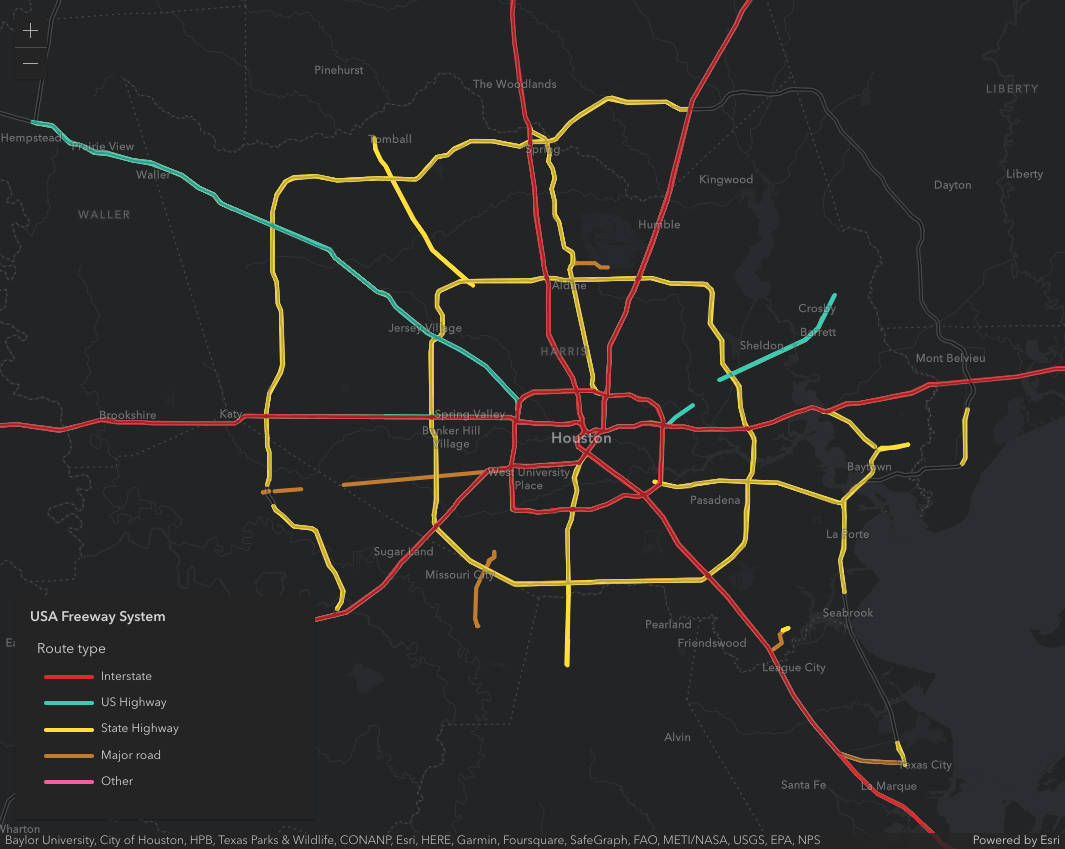 Pinehurst
The Woodlands
LIBERTY
Hempstead
Prairie View
Tomball
Spring
Waller
Kingwood
Liberty
Dayton
WALLER
Humble
Aldine
Crosby
Jersey Village
Barrett
Sheldon
HARRIS
Mont Belvieu
Brookshire
Katy
Spring Valley
Bunker Hill
Village
Houston
West University
Place
Baytown
Pasadena
La Porte
Sugar Land
Missouri City
Seabrook
Pearland
Friendswood
League City
USA Freeway System
Route type
Interstate
US Highway
State Highway
Major road
Other
Alvin
Texas City
Santa Fe
La Marque
Wharton
Baylor University, City of Houston, HPB, Texas Parks & Wildlife, CONANP, Esri, HERE, Garmin, Foursquare, SafeGraph, FAO, METI/NASA, USGS, EPA, NPS
Powered by Esri